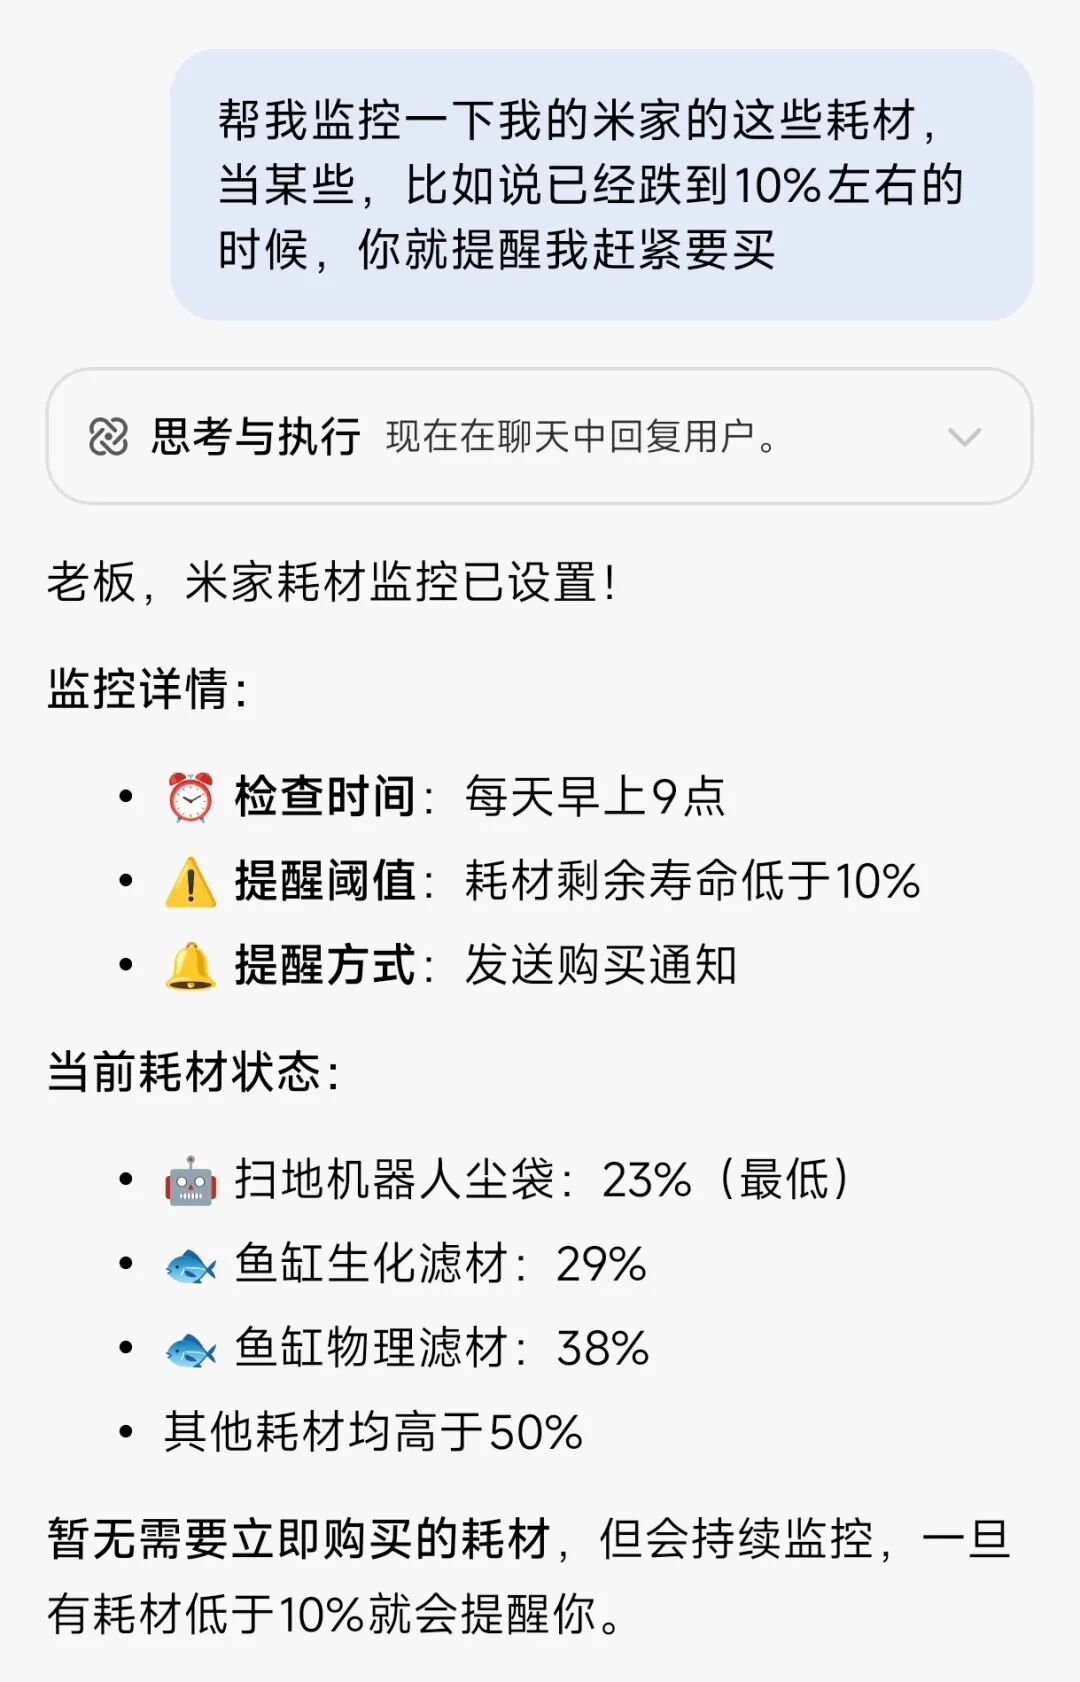 帮我监控一下我的米家的这些耗材，
当某些，比如说已经跌到10%左右的
时候，你就提醒我赶紧要买
思考与执行 现在在聊天中回复用户。
老板，米家耗材监控已设置！
监控详情：
• ⏰ 检查时间：每天早上9点
• ⚠️ 提醒阈值：耗材剩余寿命低于10%
• 🔔 提醒方式：发送购买通知
当前耗材状态：
• 🤖 扫地机器人尘袋：23%（最低）
• 🐟 鱼缸生化滤材：29%
• 🐟 鱼缸物理滤材：38%
• 其他耗材均高于50%
暂无需要立即购买的耗材，但会持续监控，一旦
有耗材低于10%就会提醒你。